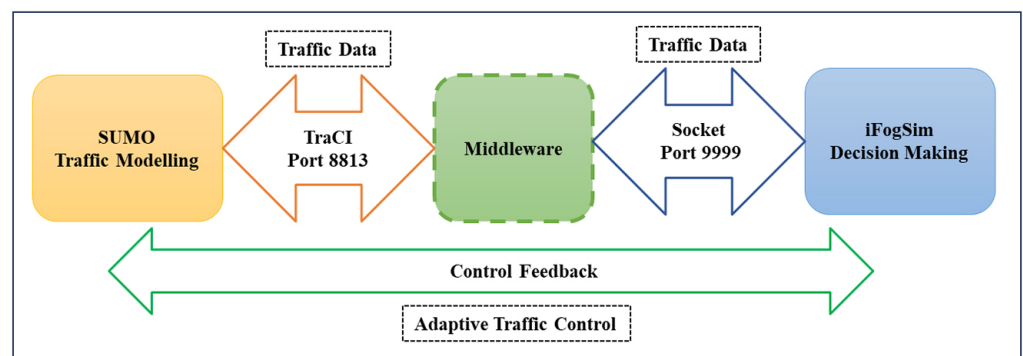 Traffic Data
Traffic Data
SUMO
Traffic Modelling
TraCI
Port 8813
Middleware
Socket
Port 9999
iFogSim
Decision Making
Control Feedback
Adaptive Traffic Control